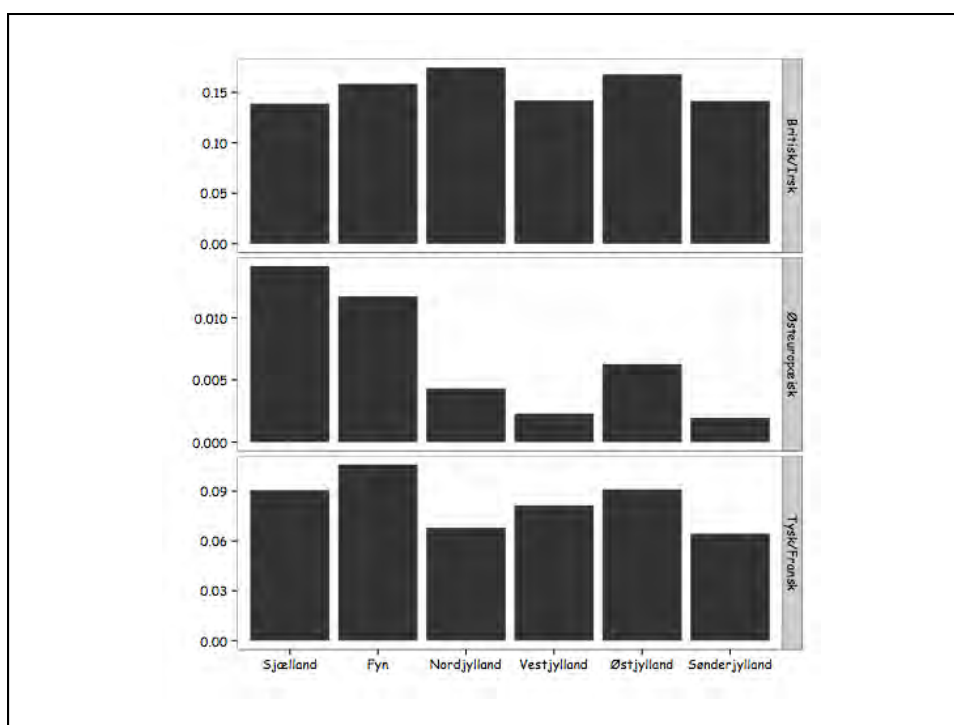 0.15
0.10
0.05
0.00
Britisk/Irsk
0.010
0.005
0.000
Østeuropæisk
0.09
0.06
0.03
0.00
Tysk/Fransk
Sjælland Fyn Nordjylland Vestjylland Østjylland Sønderjylland